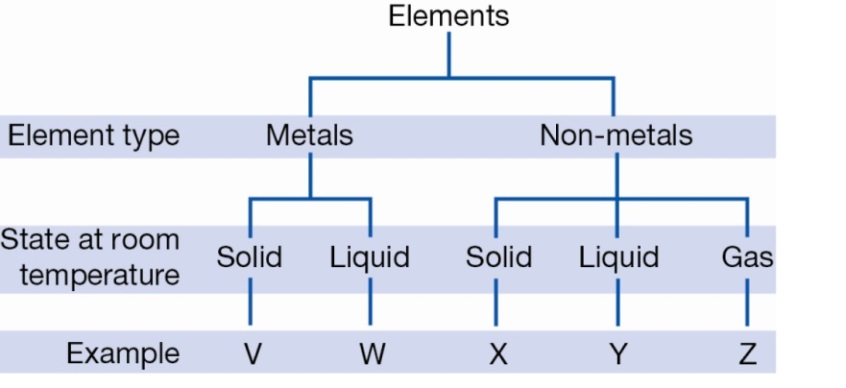 Elements
Element type Metals Non-metals
State at room
temperature Solid Liquid Solid Liquid Gas
Example V W X Y Z